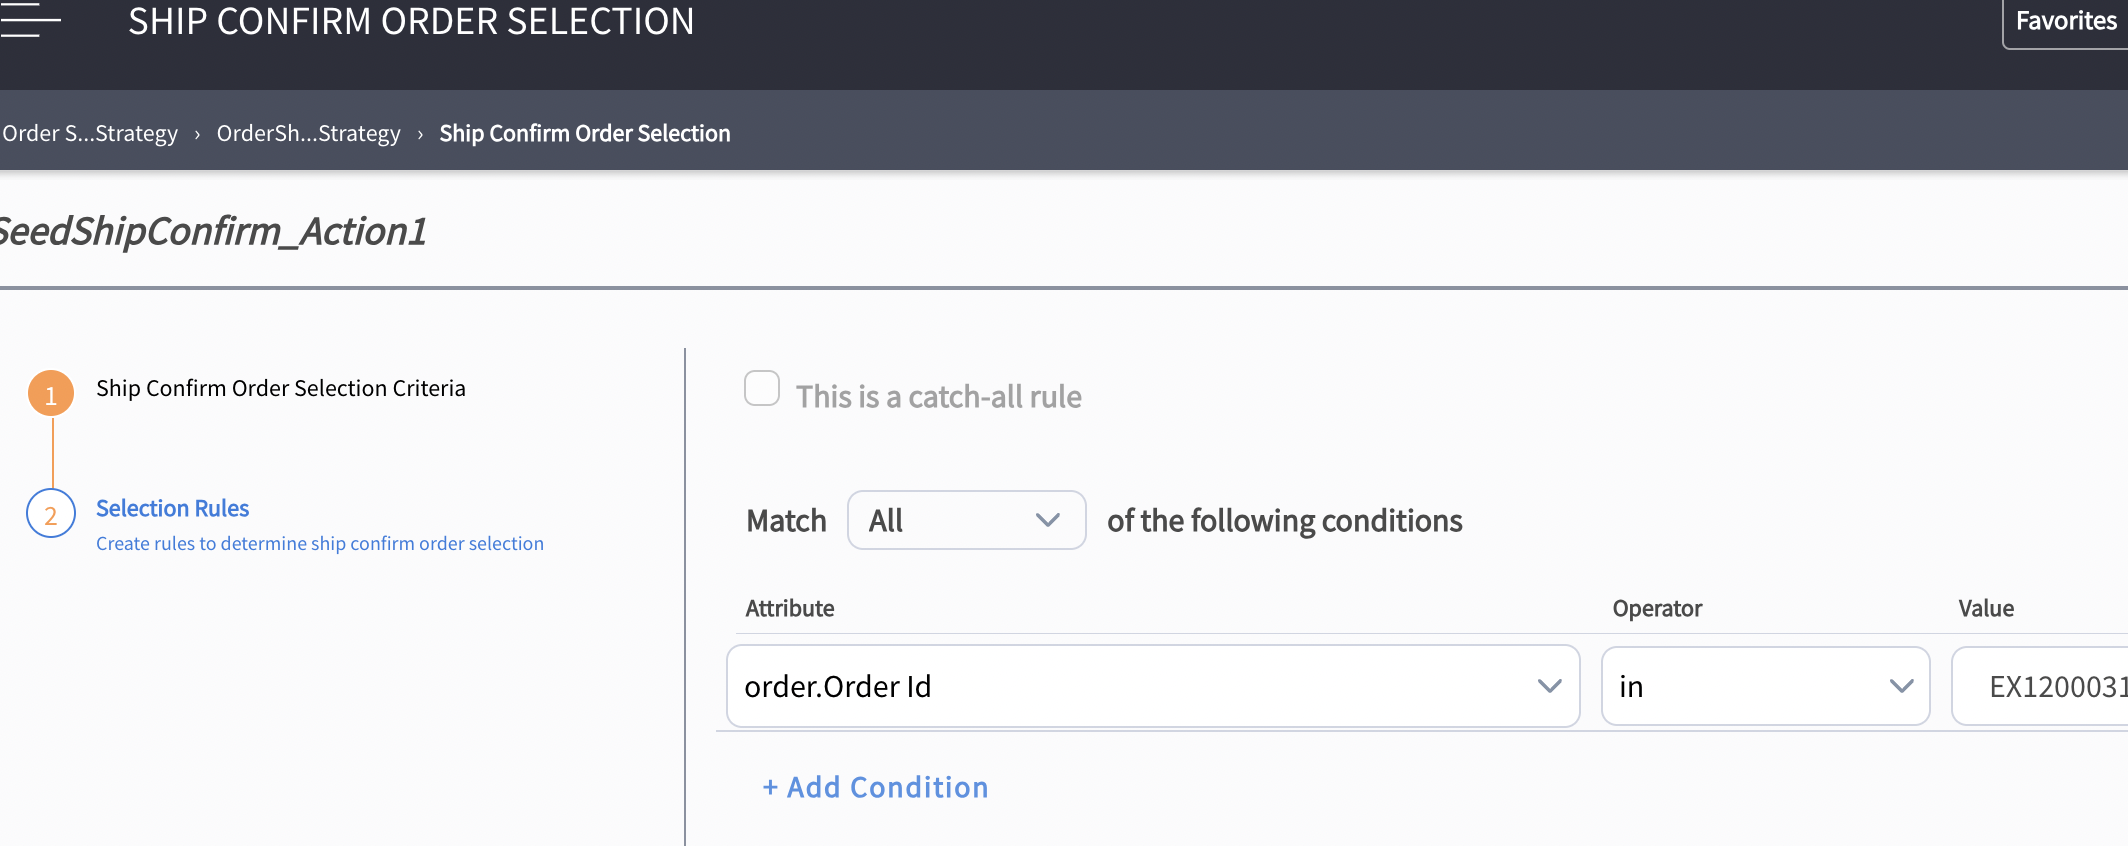 SHIP CONFIRM ORDER SELECTION
Favorites
Order S...Strategy › OrderSh...Strategy › Ship Confirm Order Selection
SeedShipConfirm_Action1
1 Ship Confirm Order Selection Criteria
This is a catch-all rule
2 Selection Rules
Create rules to determine ship confirm order selection
Match All of the following conditions
Attribute Operator Value
order.Order Id in EX1200031
+ Add Condition